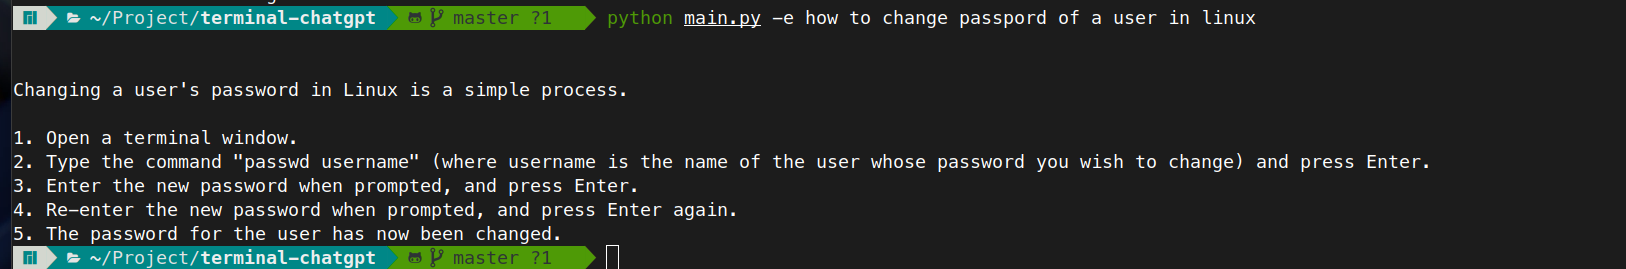 ~/Project/terminal-chatgpt master ?1 python main.py -e how to change passpord of a user in linux
Changing a user's password in Linux is a simple process.
1. Open a terminal window.
2. Type the command "passwd username" (where username is the name of the user whose password you wish to change) and press Enter.
3. Enter the new password when prompted, and press Enter.
4. Re-enter the new password when prompted, and press Enter again.
5. The password for the user has now been changed.
~/Project/terminal-chatgpt master ?1